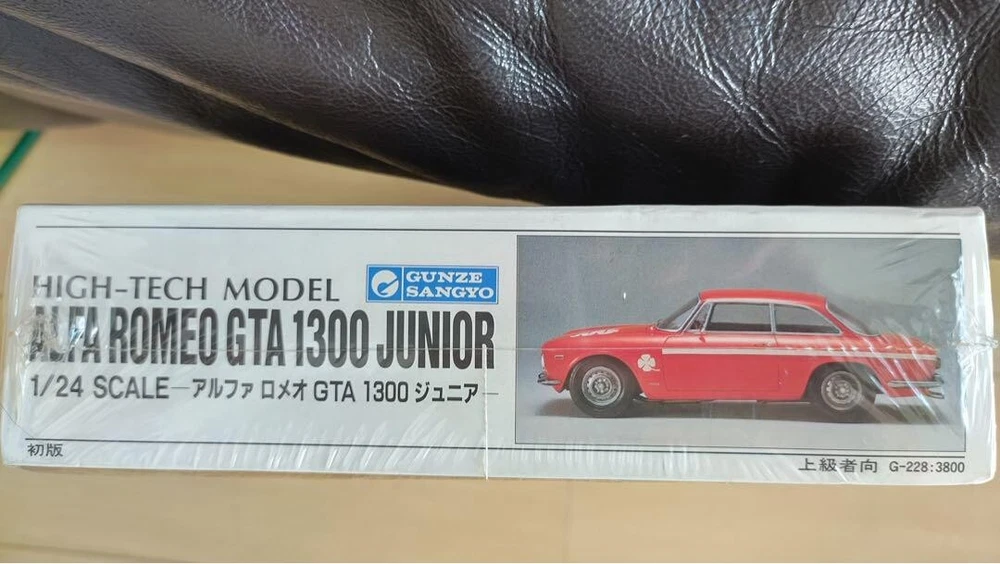 HIGH-TECH MODEL
GUNZE
SANGYO
ALFA ROMEO GTA 1300 JUNIOR
1/24 SCALE—アルファ ロメオ GTA 1300 ジュニア—
初版
上級者向 G-228:3800